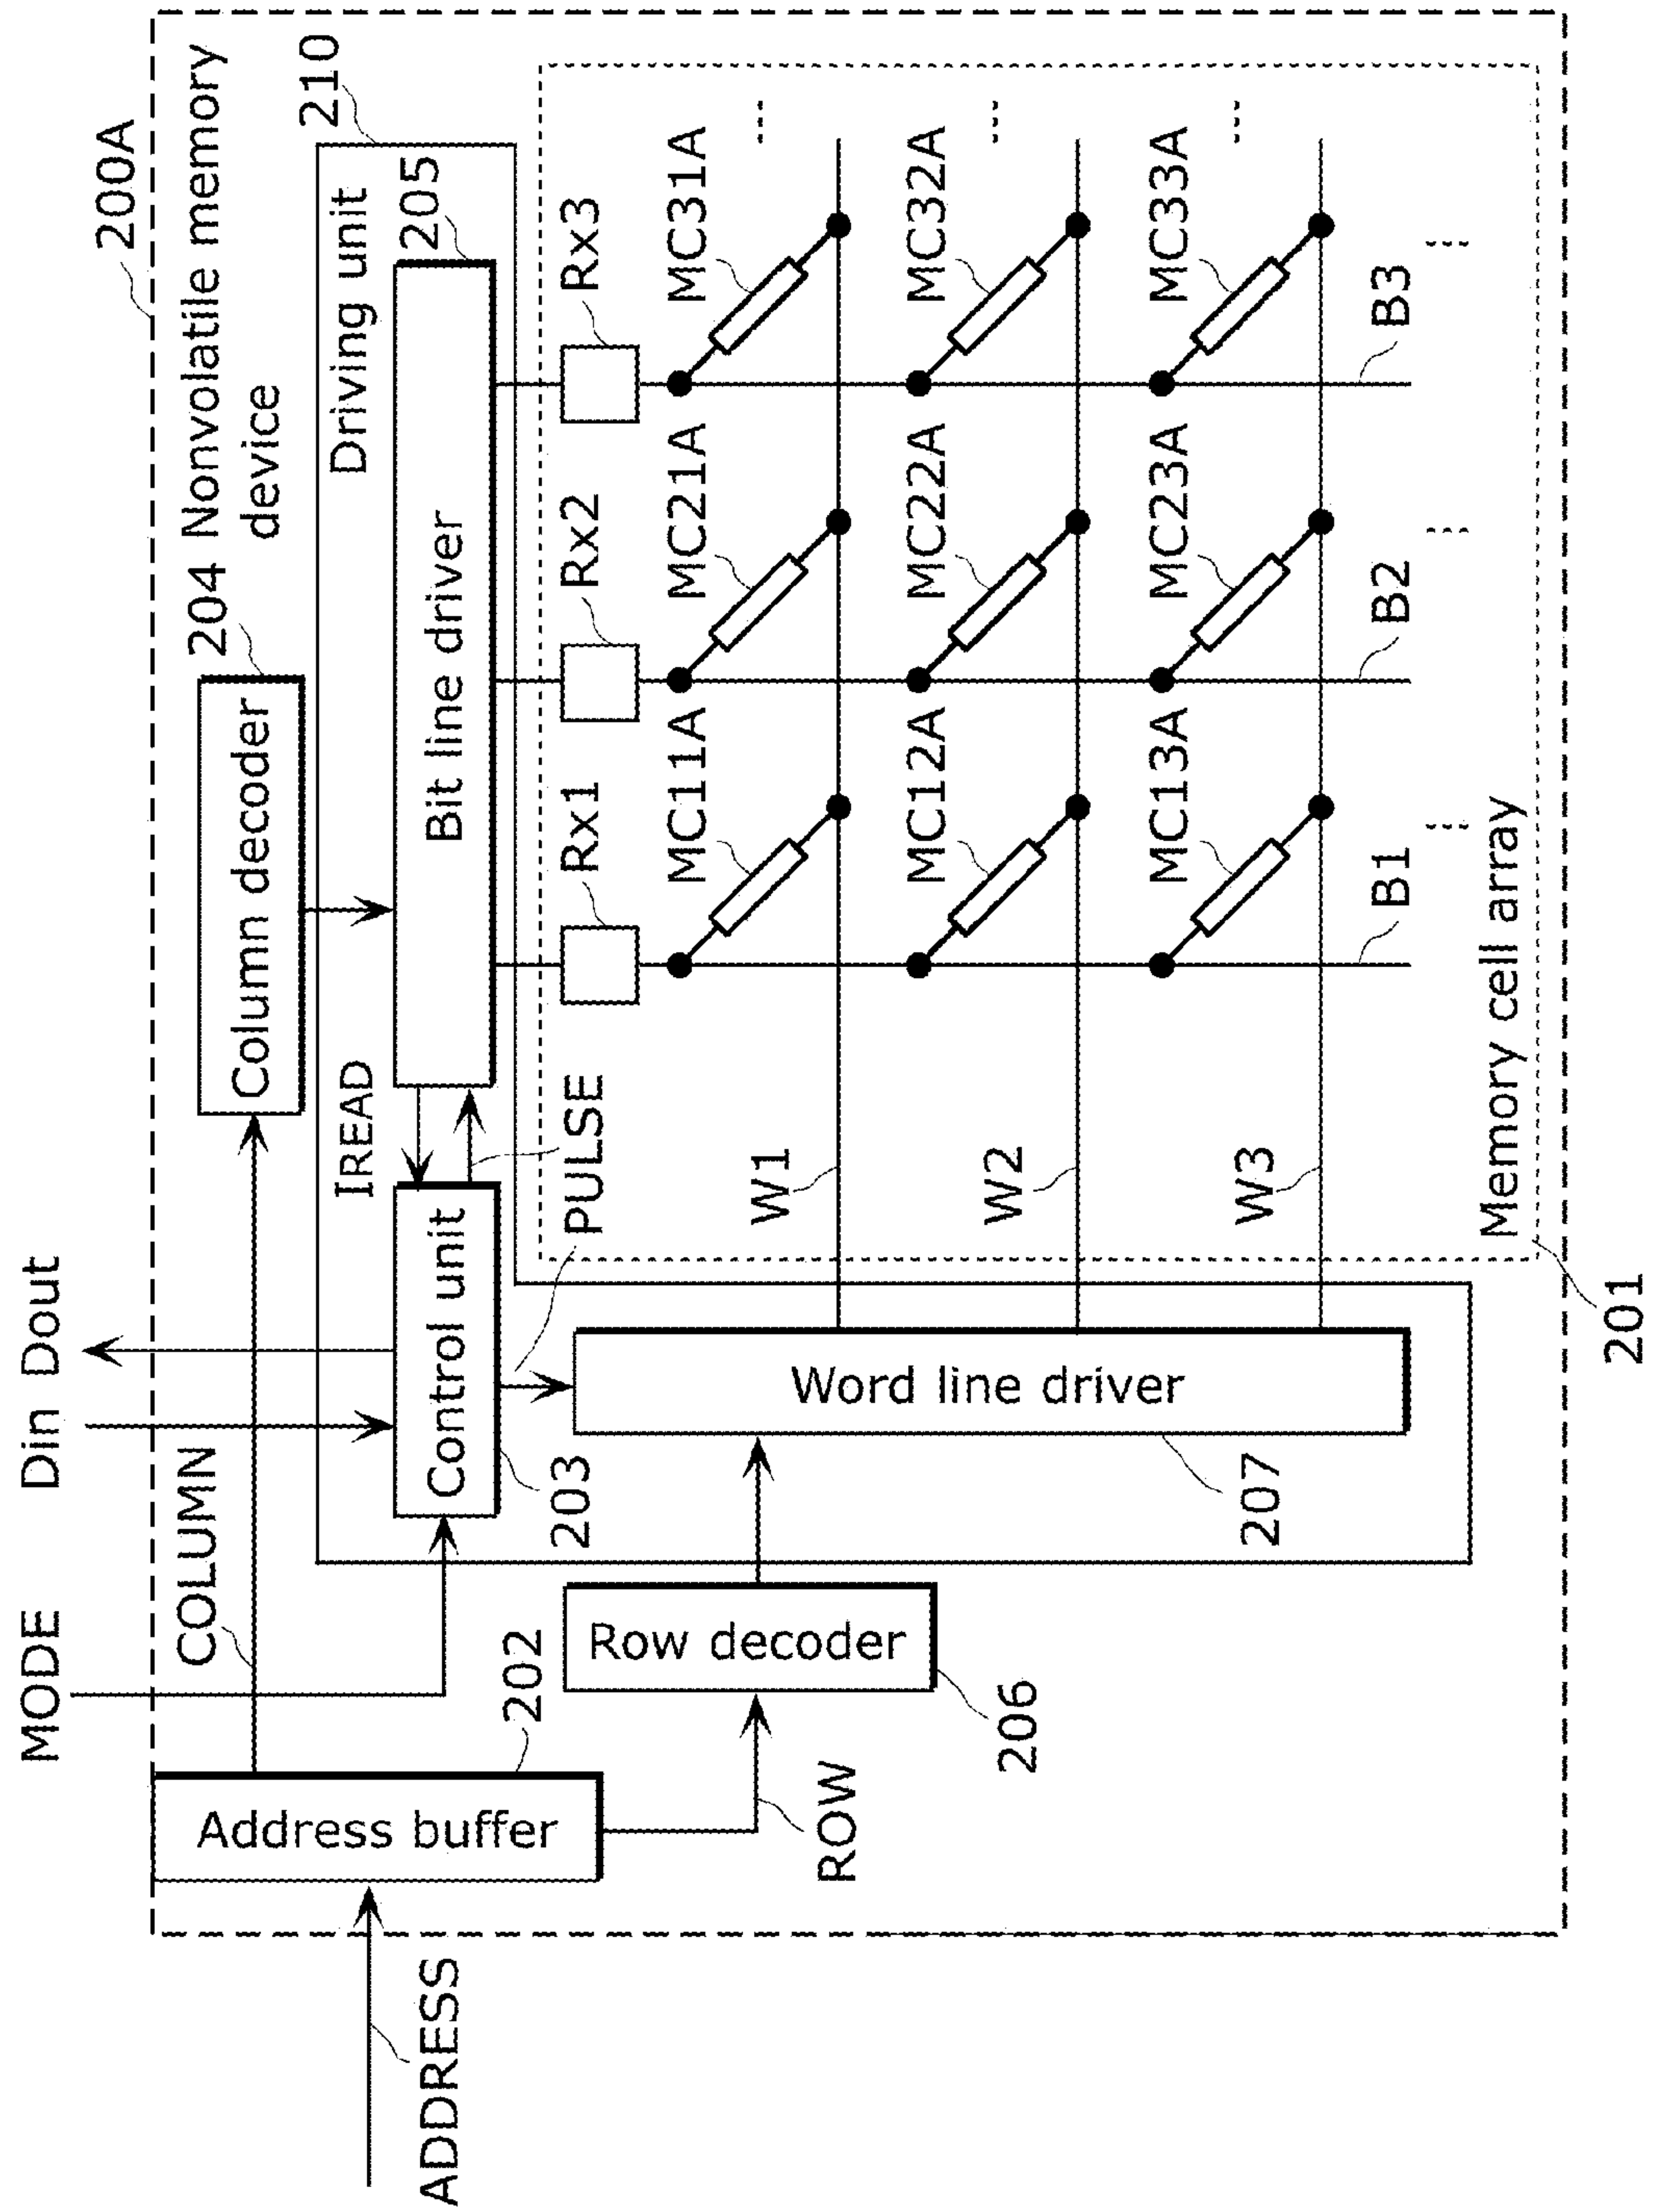 200A
204 Nonvolatile memory
device
MODE
Din Dout
COLUMN
Column decoder
210
Driving unit
205
IREAD
Bit line driver
Control unit
203
PULSE
202
Address buffer
ADDRESS
ROW
Row decoder
206
Word line driver
207
Rx1
Rx2
Rx3
MC11A
MC21A
MC31A
W1
...
MC12A
MC22A
MC32A
W2
...
MC13A
MC23A
MC33A
W3
...
B1
B2
B3
...
...
...
Memory cell array
201